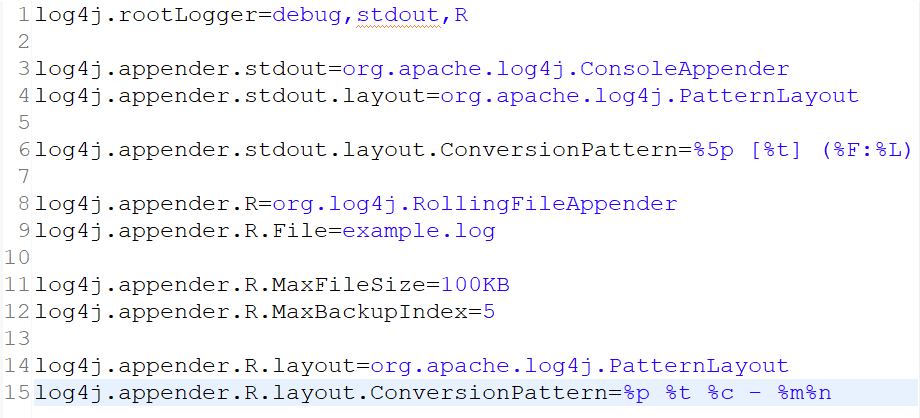 1 log4j.rootLogger=debug,stdout,R
2
3 log4j.appender.stdout=org.apache.log4j.ConsoleAppender
4 log4j.appender.stdout.layout=org.apache.log4j.PatternLayout
5
6 log4j.appender.stdout.layout.ConversionPattern=%5p [%t] (%F:%L)
7
8 log4j.appender.R=org.log4j.RollingFileAppender
9 log4j.appender.R.File=example.log
10
11 log4j.appender.R.MaxFileSize=100KB
12 log4j.appender.R.MaxBackupIndex=5
13
14 log4j.appender.R.layout=org.apache.log4j.PatternLayout
15 log4j.appender.R.layout.ConversionPattern=%p %t %c - %m%n